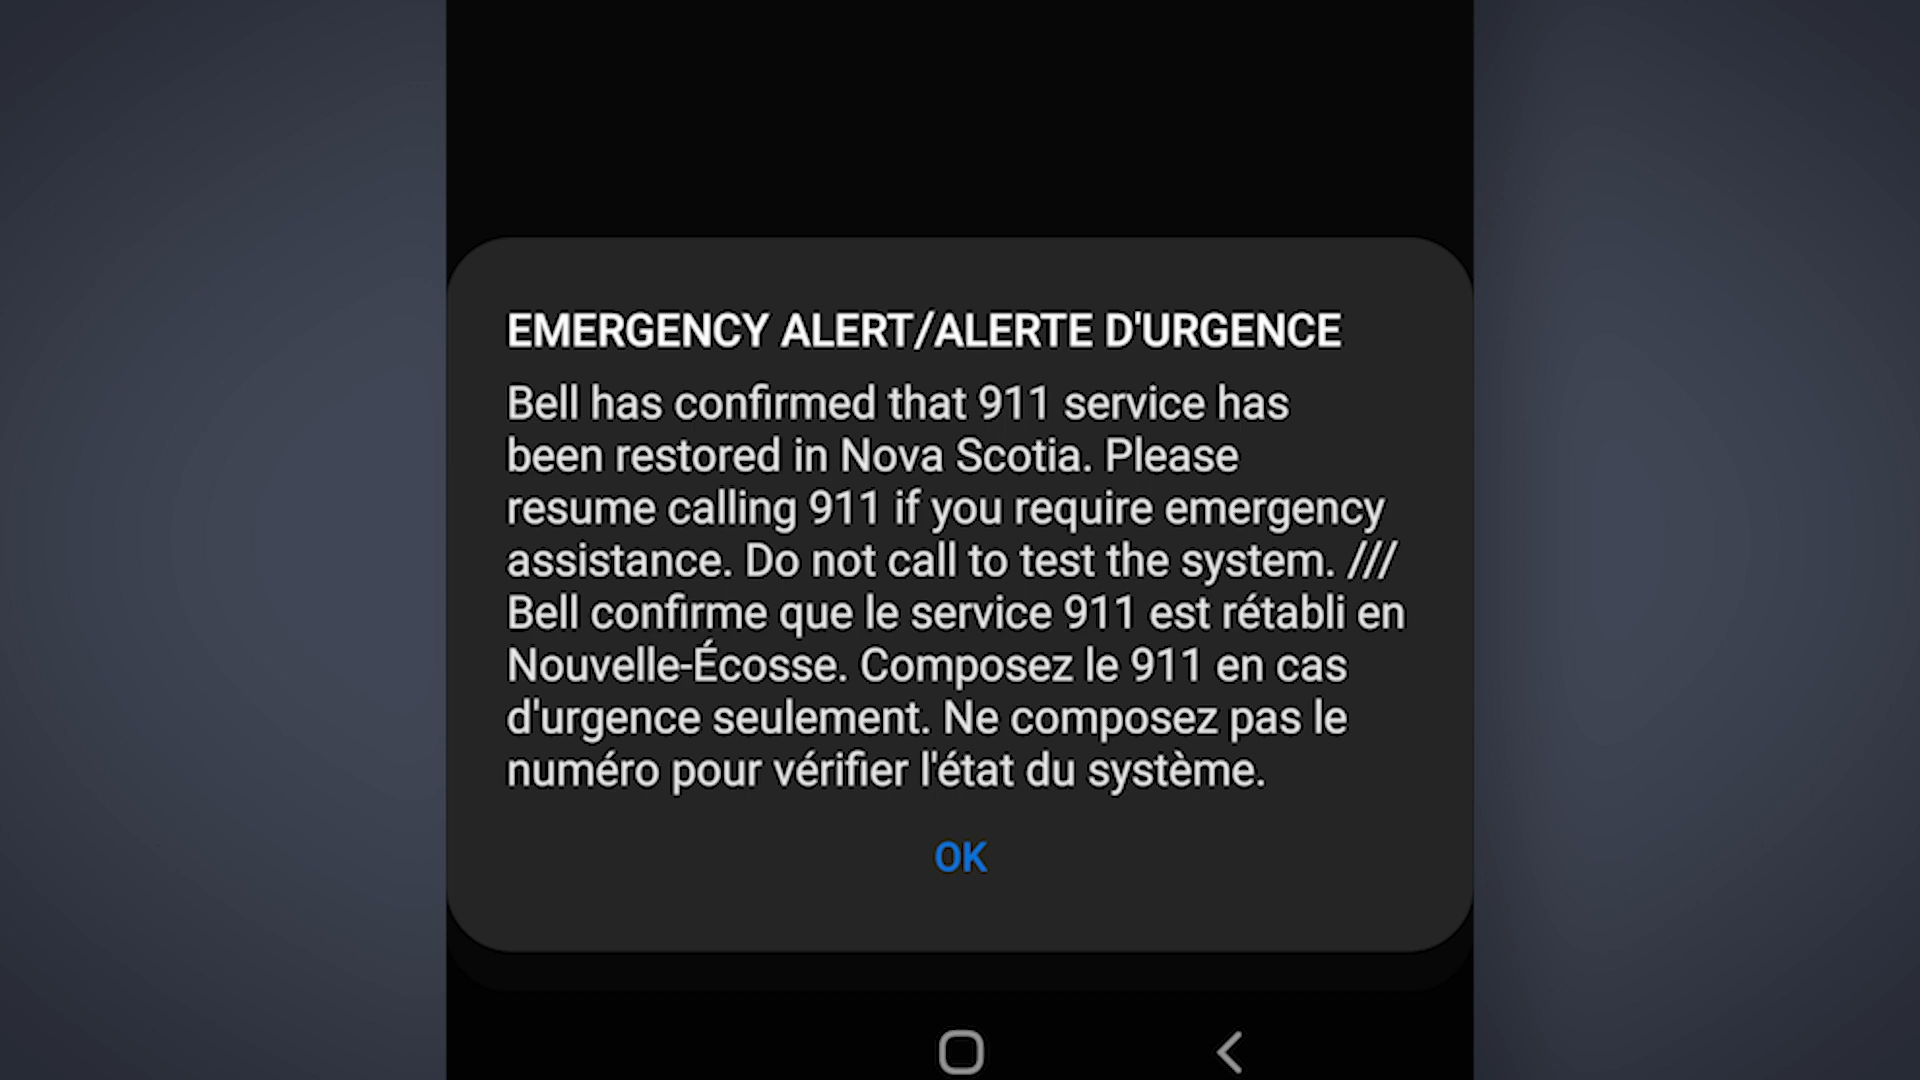 EMERGENCY ALERT/ALERTE D'URGENCE
Bell has confirmed that 911 service has
been restored in Nova Scotia. Please
resume calling 911 if you require emergency
assistance. Do not call to test the system. ///
Bell confirme que le service 911 est rétabli en
Nouvelle-Écosse. Composez le 911 en cas
d'urgence seulement. Ne composez pas le
numéro pour vérifier l'état du système.
OK